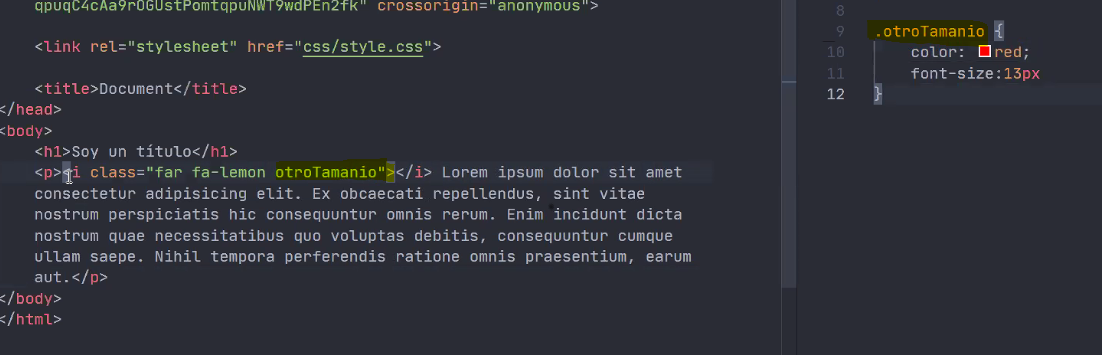 qpuqC4cAa9rOGUstPomtqpuNWT9wdPEn2fk" crossorigin="anonymous">
<link rel="stylesheet" href="css/style.css">
<title>Document</title>
</head>
<body>
<h1>Soy un título</h1>
<p><i class="far fa-lemon otroTamanio"></i> Lorem ipsum dolor sit amet
consectetur adipisicing elit. Ex obcaecati repellendus, sint vitae
nostrum perspiciatis hic consequuntur omnis rerum. Enim incidunt dicta
nostrum quae necessitatibus quo voluptas debitis, consequuntur cumque
ullam saepe. Nihil tempora perferendis ratione omnis praesentium, earum
aut.</p>
</body>
</html>
8
9 .otroTamanio {
10 color: red;
11 font-size:13px
12 }